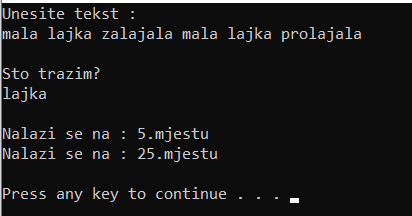 Unesite tekst :
mala lajka zalajala mala lajka prolajala
Sto trazim?
lajka
Nalazi se na : 5.mjestu
Nalazi se na : 25.mjestu
Press any key to continue . . .